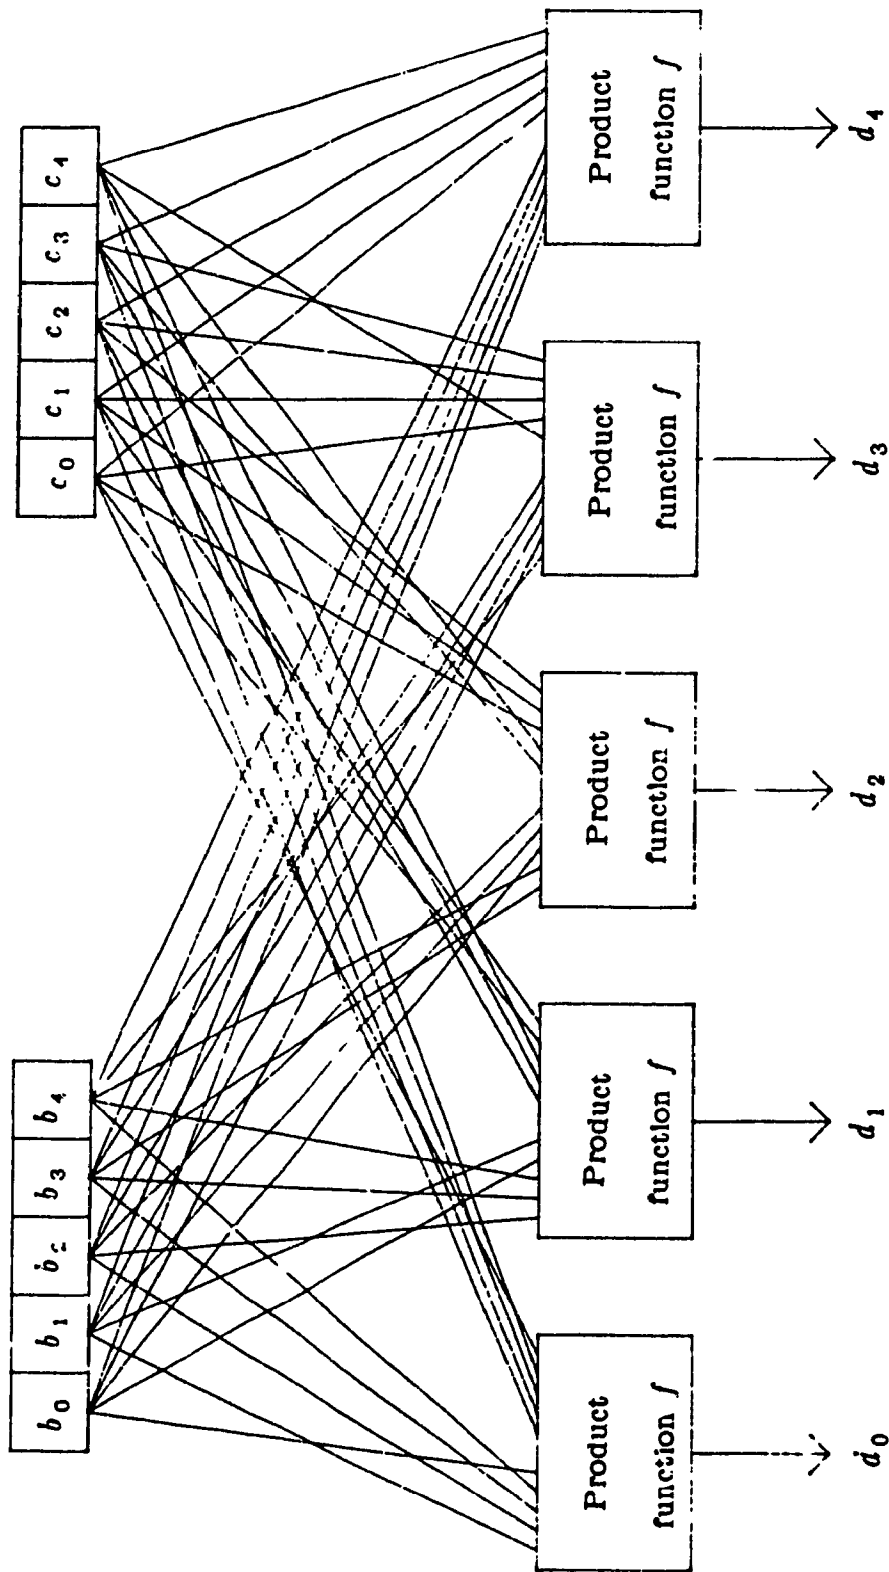 b₀ b₁ b₂ b₃ b₄ c₀ c₁ c₂ c₃ c₄
Product function f
Product function f
Product function f
Product function f
Product function f
d₀ d₁ d₂ d₃ d₄